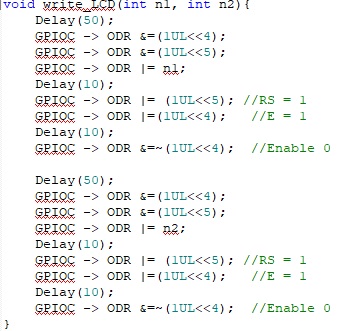 void write_LCD(int n1, int n2){
Delay(50);
GPIOC -> ODR &=(1UL<<4);
GPIOC -> ODR &=(1UL<<5);
GPIOC -> ODR |= n1;
Delay(10);
GPIOC -> ODR |= (1UL<<5); //RS = 1
GPIOC -> ODR |=(1UL<<4); //E = 1
Delay(10);
GPIOC -> ODR &=~(1UL<<4); //Enable 0
Delay(50);
GPIOC -> ODR &=(1UL<<4);
GPIOC -> ODR &=(1UL<<5);
GPIOC -> ODR |= n2;
Delay(10);
GPIOC -> ODR |= (1UL<<5); //RS = 1
GPIOC -> ODR |=(1UL<<4); //E = 1
Delay(10);
GPIOC -> ODR &=~(1UL<<4); //Enable 0
}